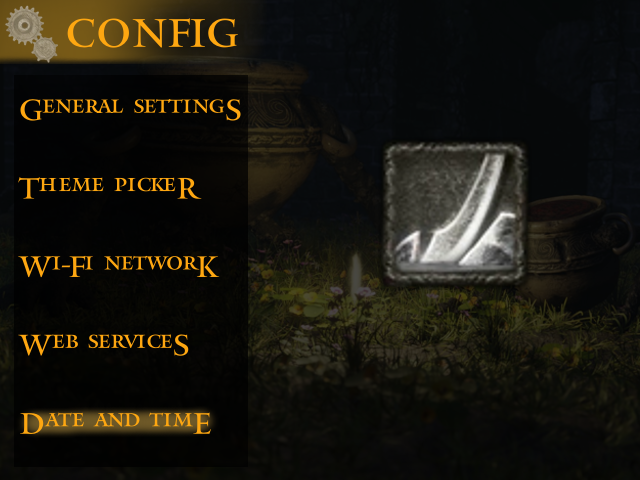 CONFIG
General settings
Theme picker
Wi-Fi network
Web services
Date and time